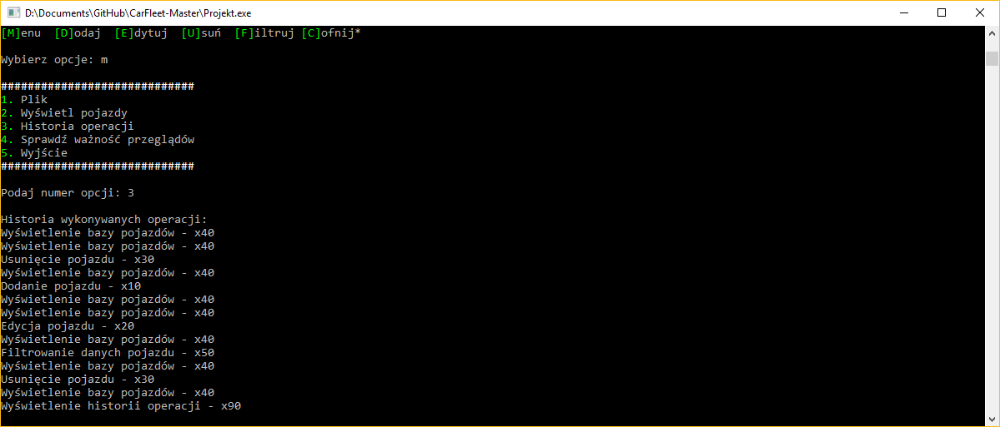 D:\Documents\GitHub\CarFleet-Master\Projekt.exe
[M]enu  [D]odaj  [E]dytuj  [U]suń  [F]iltruj [C]ofnij*
Wybierz opcje: m
#############################
1. Plik
2. Wyświetl pojazdy
3. Historia operacji
4. Sprawdź ważność przeglądów
5. Wyjście
#############################
Podaj numer opcji: 3
Historia wykonywanych operacji:
Wyświetlenie bazy pojazdów - x40
Wyświetlenie bazy pojazdów - x40
Usunięcie pojazdu - x30
Wyświetlenie bazy pojazdów - x40
Dodanie pojazdu - x10
Wyświetlenie bazy pojazdów - x40
Wyświetlenie bazy pojazdów - x40
Edycja pojazdu - x20
Wyświetlenie bazy pojazdów - x40
Filtrowanie danych pojazdu - x50
Wyświetlenie bazy pojazdów - x40
Usunięcie pojazdu - x30
Wyświetlenie bazy pojazdów - x40
Wyświetlenie historii operacji - x90